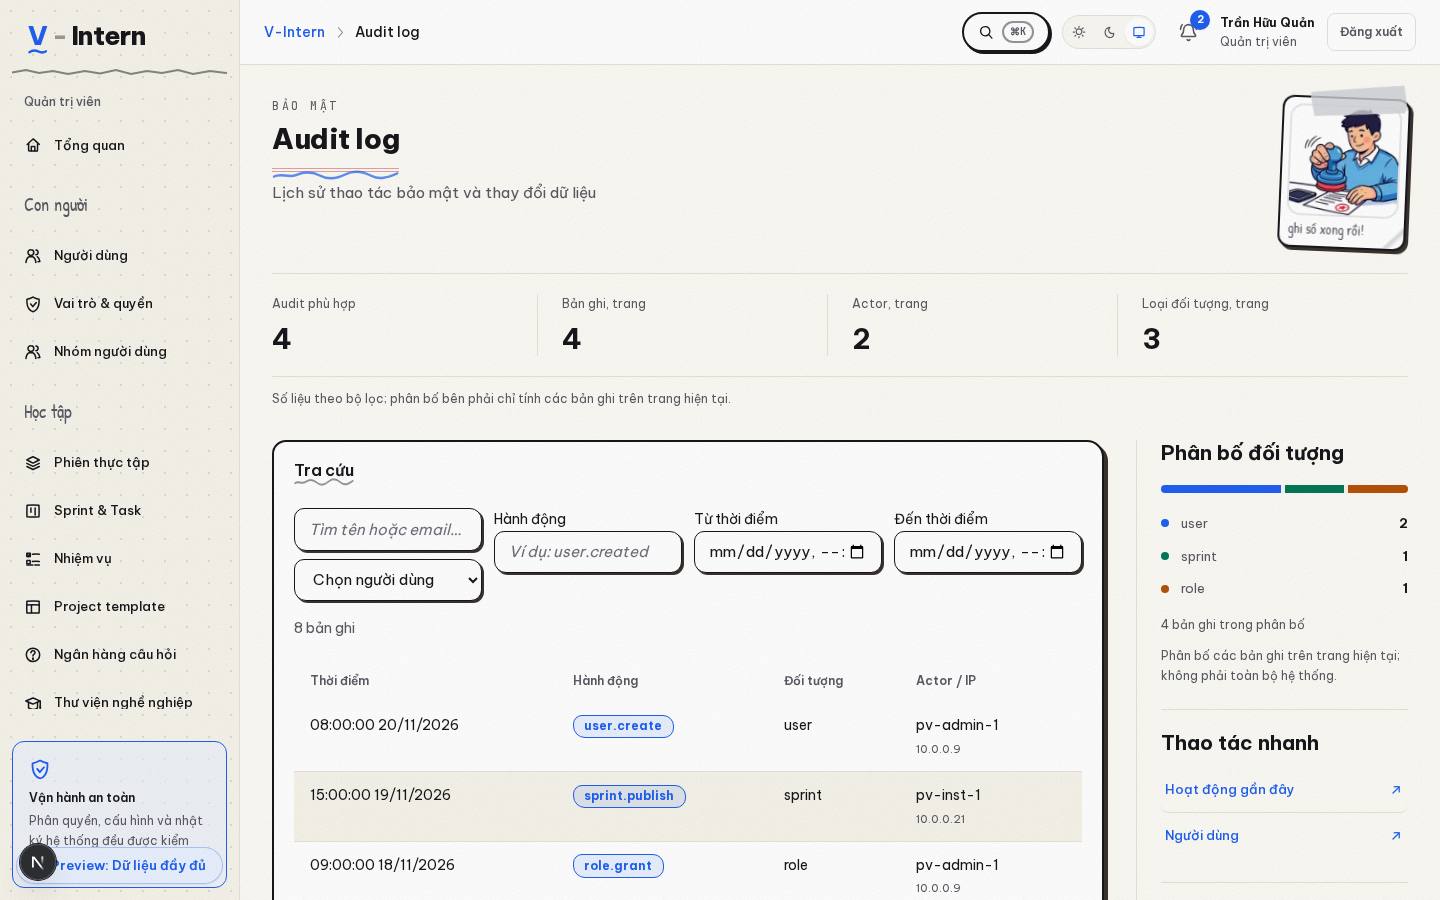 V - Intern
Quản trị viên
Tổng quan
Con người
Người dùng
Vai trò & quyền
Nhóm người dùng
Học tập
Phiên thực tập
Sprint & Task
Nhiệm vụ
Project template
Ngân hàng câu hỏi
Thư viện nghề nghiệp
Vận hành an toàn
Phân quyền, cấu hình và nhật
ký hệ thống đều được kiểm
N
Preview: Dữ liệu đầy đủ
V-Intern
Audit log
⌘K
2
Trần Hữu Quản
Quản trị viên
Đăng xuất
BẢO MẬT
Audit log
Lịch sử thao tác bảo mật và thay đổi dữ liệu
ghi sổ xong rồi!
Audit phù hợp
4
Bản ghi, trang
4
Actor, trang
2
Loại đối tượng, trang
3
Số liệu theo bộ lọc; phân bố bên phải chỉ tính các bản ghi trên trang hiện tại.
Tra cứu
Tìm tên hoặc email...
Chọn người dùng
Hành động
Ví dụ: user.created
Từ thời điểm
mm/dd/yyyy, --:
Đến thời điểm
mm/dd/yyyy, --:
8 bản ghi
Thời điểm Hành động Đối tượng Actor / IP
08:00:00 20/11/2026 user.create user pv-admin-1
10.0.0.9
15:00:00 19/11/2026 sprint.publish sprint pv-inst-1
10.0.0.21
09:00:00 18/11/2026 role.grant role pv-admin-1
10.0.0.9
Phân bố đối tượng
user 2
sprint 1
role 1
4 bản ghi trong phân bố
Phân bố các bản ghi trên trang hiện tại;
không phải toàn bộ hệ thống.
Thao tác nhanh
Hoạt động gần đây
Người dùng